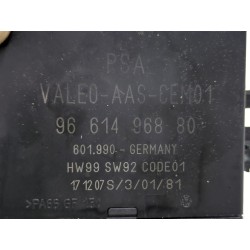 PSA
VALEO-AAS-CEM01
96 614 968 80
601.990-GERMANY
HW99 SW92 CODE01
171207S/3/01/81